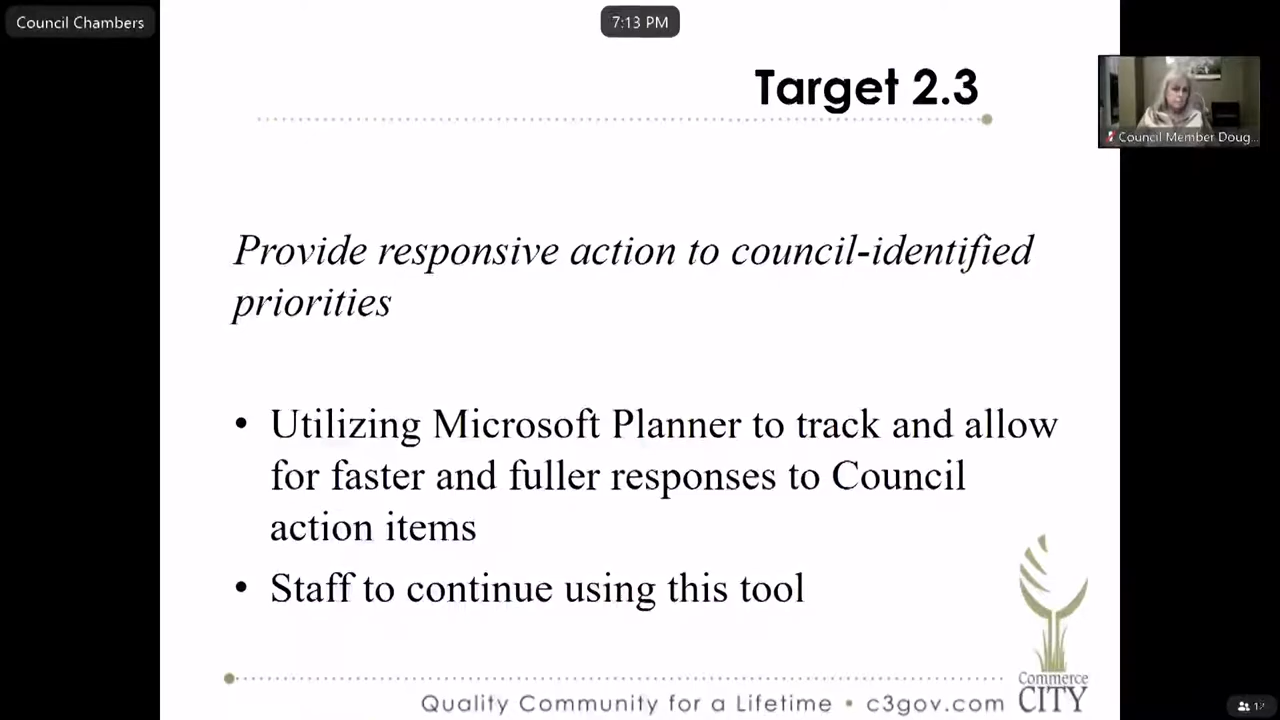 Council Chambers
7:13 PM
Target 2.3
Council Member Doug...
Provide responsive action to council-identified
priorities
• Utilizing Microsoft Planner to track and allow
for faster and fuller responses to Council
action items
• Staff to continue using this tool
Commerce
CITY
Quality Community for a Lifetime • c3gov.com